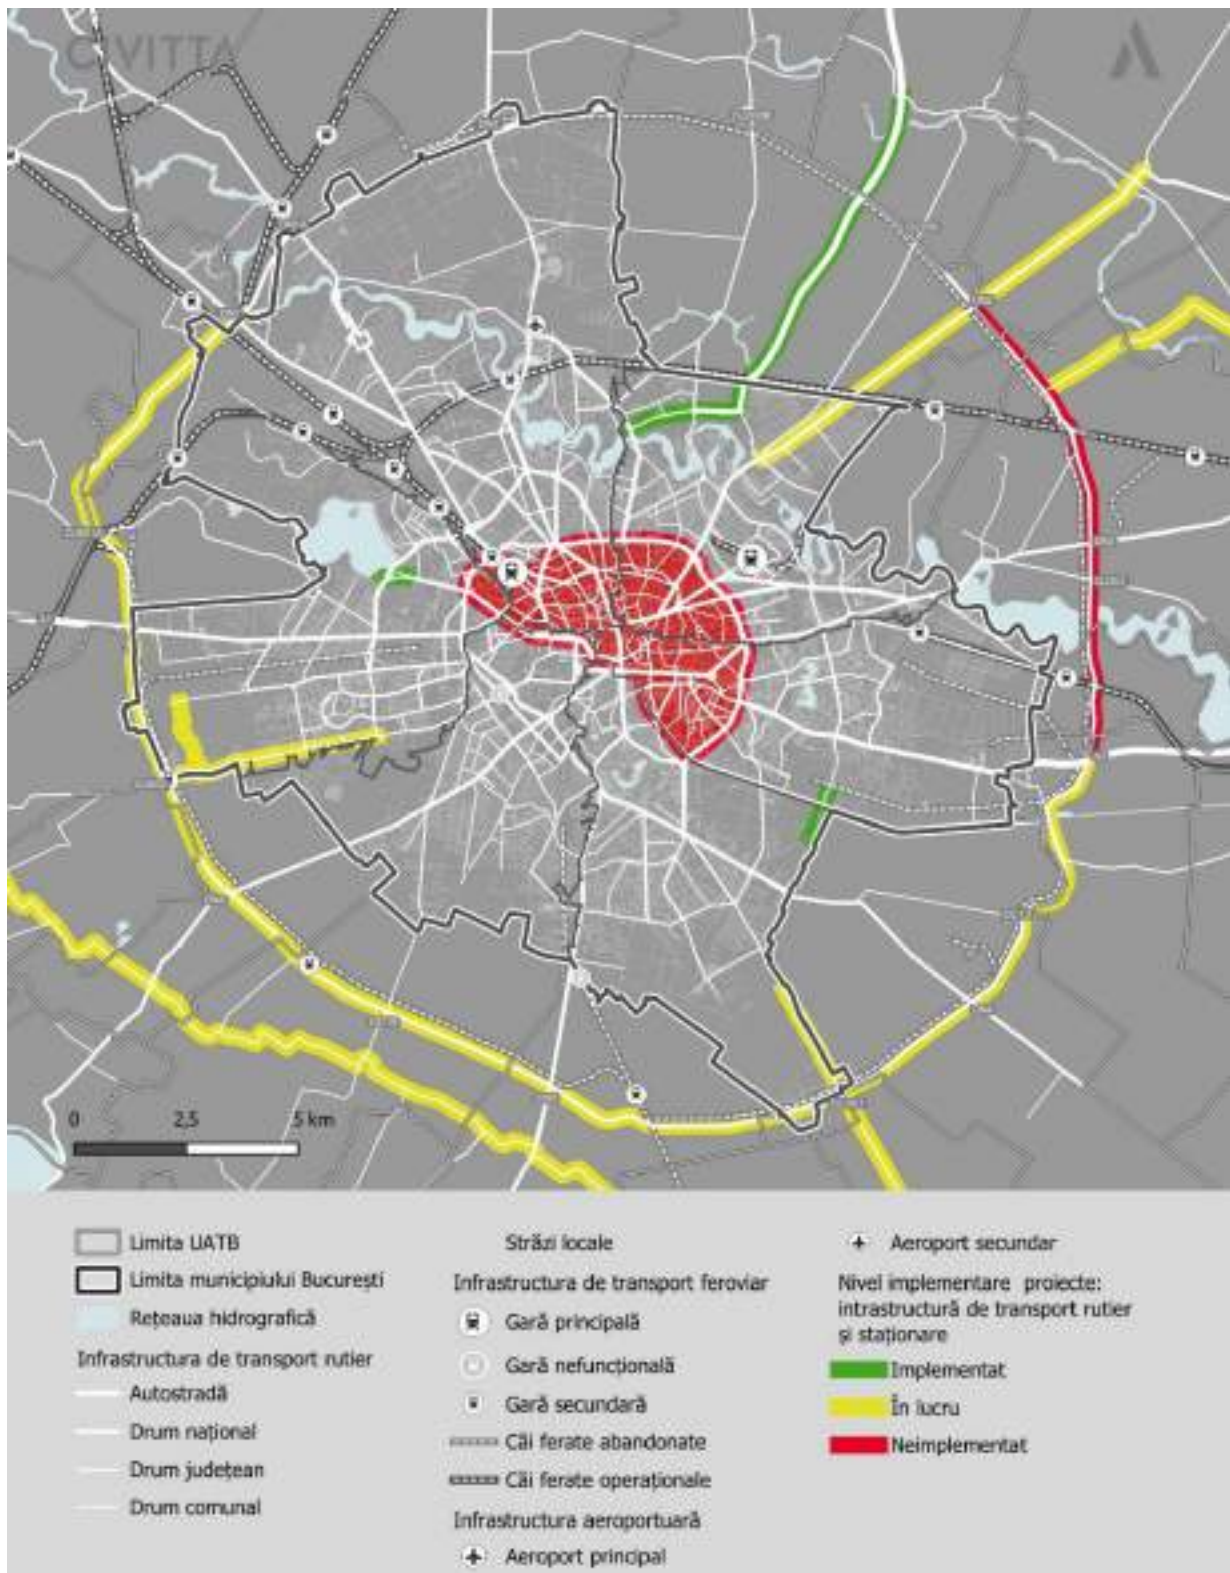 CIVITTA
0 2,5 5 km
Limita UATB
Limita municipiului București
Rețeaua hidrografică
Infrastructura de transport rutier
Autostradă
Drum național
Drum județean
Drum comunal
Străzi locale
Infrastructura de transport feroviar
Gară principală
Gară nefuncțională
Gară secundară
Căi ferate abandonate
Căi ferate operaționale
Infrastructura aeroportuară
Aeroport principal
Aeroport secundar
Nivel implementare proiecte:
intrastructură de transport rutier
și staționare
Implementat
În lucru
Neimplementat